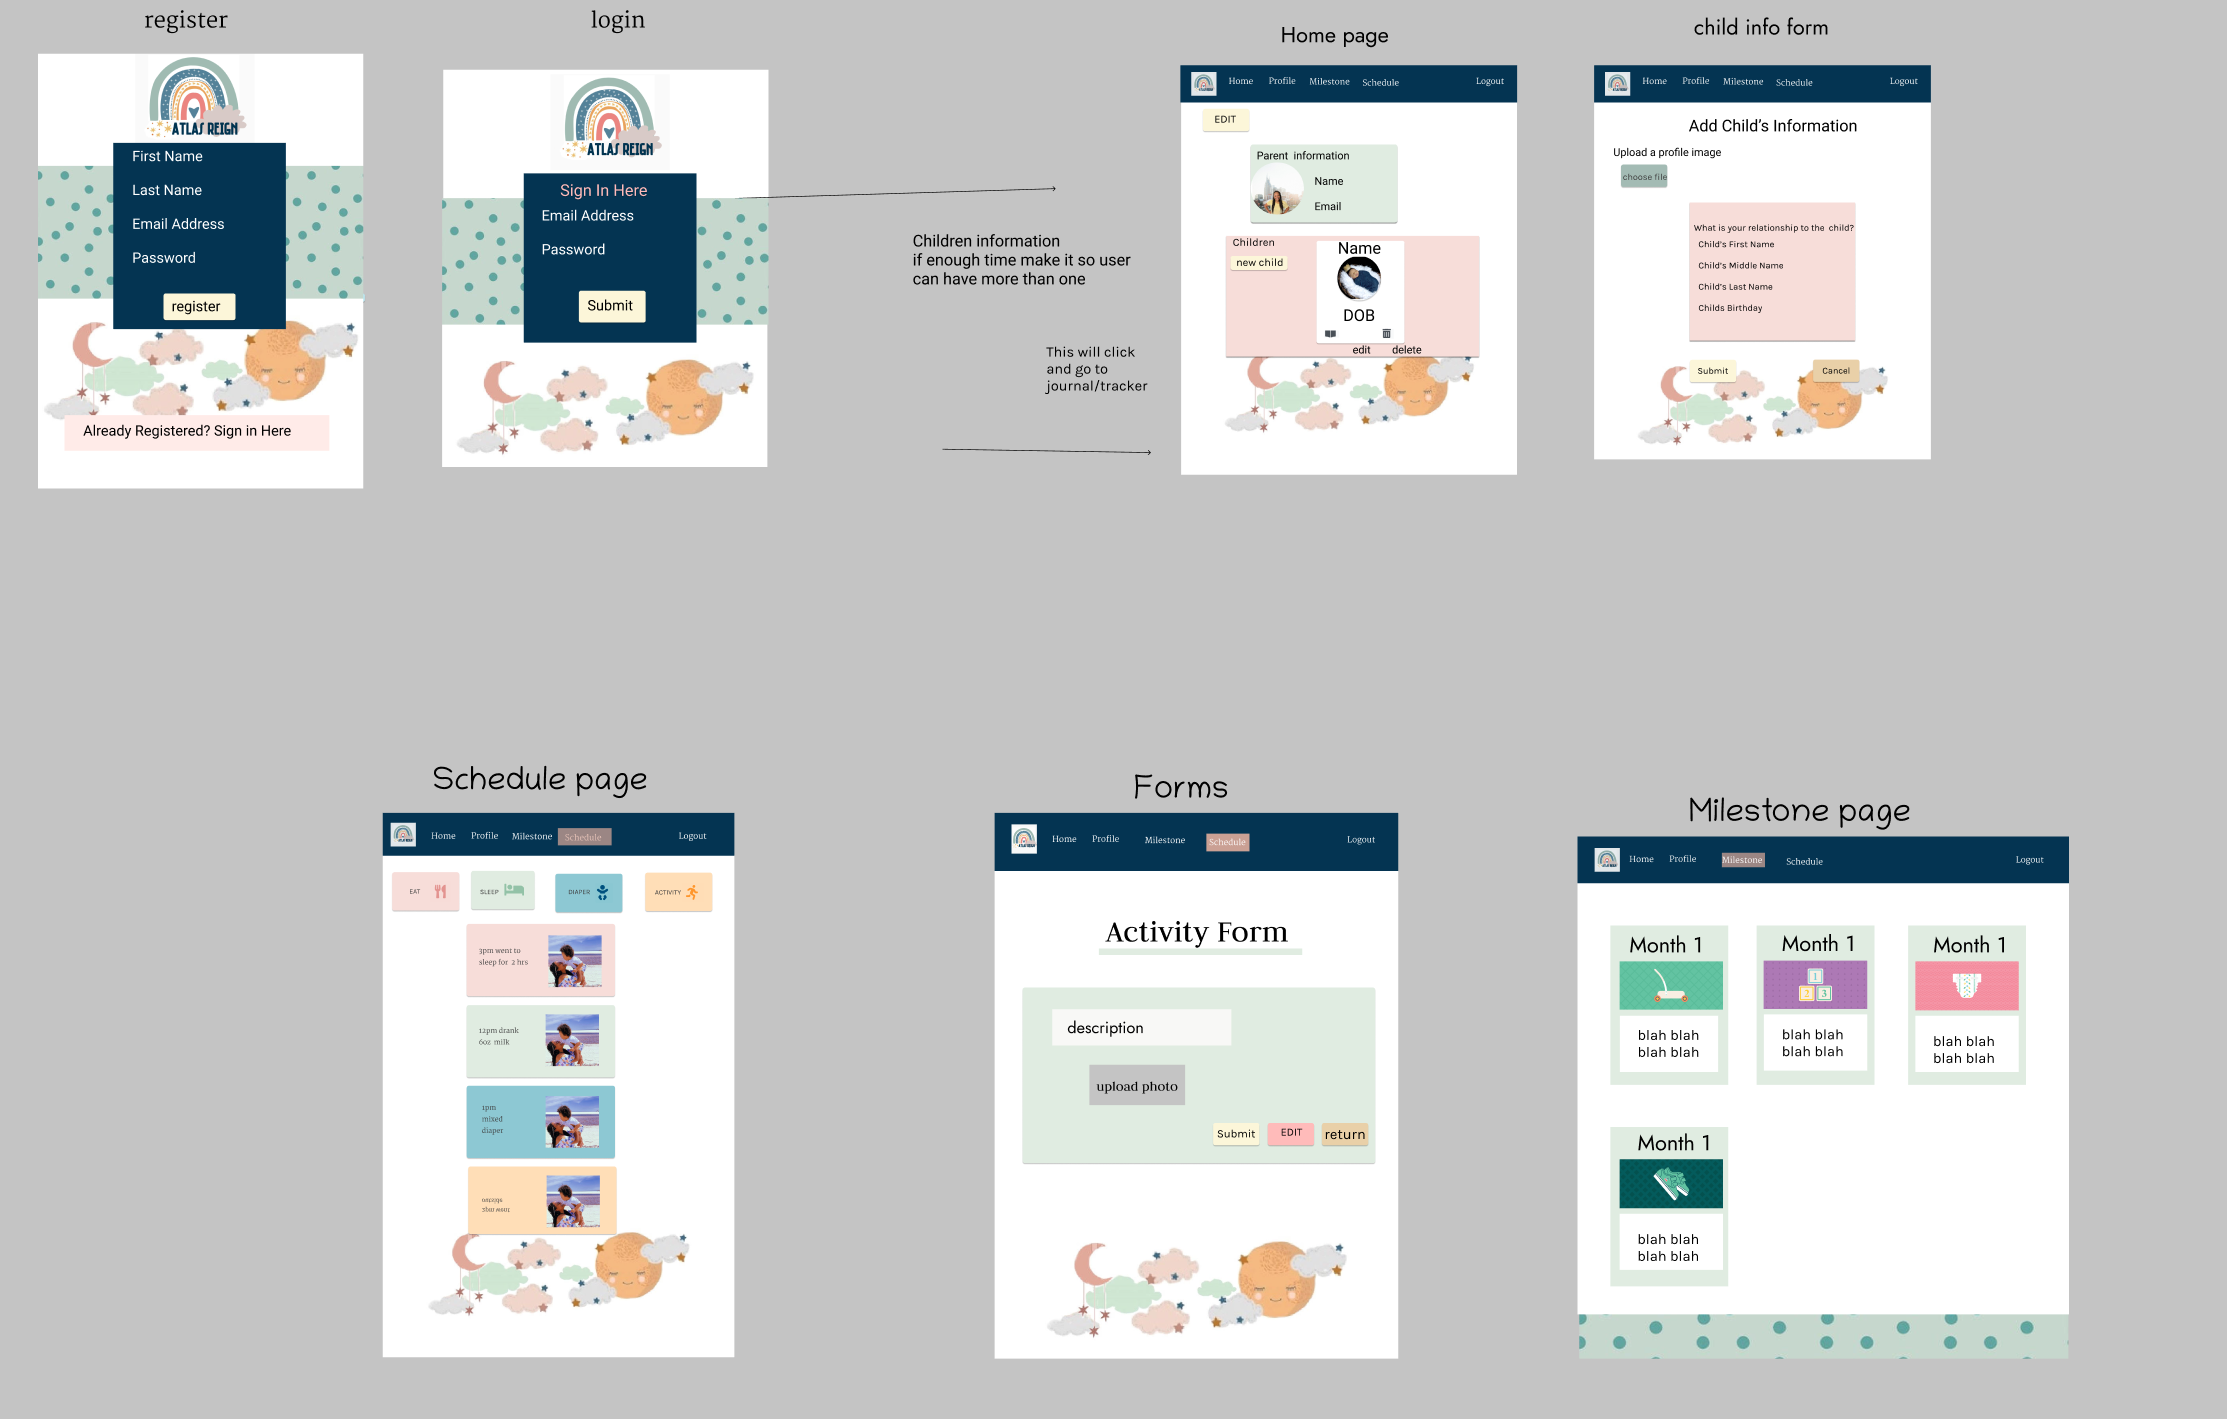 register
ATLAS REIGN
First Name
Last Name
Email Address
Password
register
Already Registered? Sign in Here
login
ATLAS REIGN
Sign In Here
Email Address
Password
Submit
Children information
if enough time make it so user
can have more than one
This will click
and go to
journal/tracker
Home page
Home Profile Milestone Schedule Logout
EDIT
Parent information
Name
Email
Children
new child
Name
DOB
edit delete
child info form
Home Profile Milestone Schedule Logout
Add Child's Information
Upload a profile image
choose file
What is your relationship to the child?
Child's First Name
Child's Middle Name
Child's Last Name
Childs Birthday
Submit Cancel
Schedule page
Home Profile Milestone Schedule Logout
EAT SLEEP DIAPER ACTIVITY
3pm went to
sleep for 2 hrs
12pm drank
6oz milk
1pm
mixed
diaper
Forms
Home Profile Milestone Schedule Logout
Activity Form
description
upload photo
Submit EDIT return
Milestone page
Home Profile Milestone Schedule Logout
Month 1
1
2 3
blah blah
blah blah
Month 1
blah blah
blah blah
Month 1
blah blah
blah blah
Month 1
blah blah
blah blah